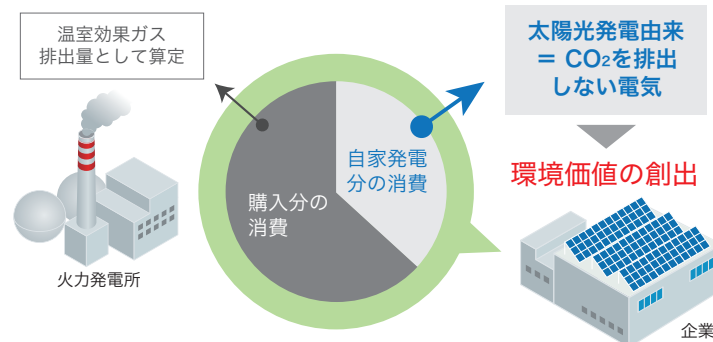 温室効果ガス
排出量として算定
火力発電所
購入分の
消費
自家発電
分の消費
太陽光発電由来
＝ CO₂を排出
しない電気
環境価値の創出
企業